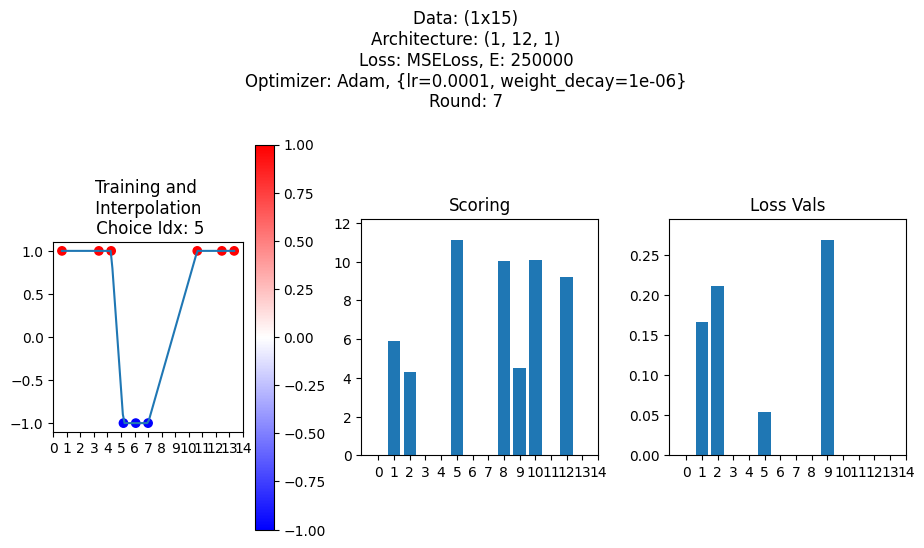 Data: (1x15)
Architecture: (1, 12, 1)
Loss: MSELoss, E: 250000
Optimizer: Adam, {lr=0.0001, weight_decay=1e-06}
Round: 7
Training and
Interpolation
Choice Idx: 5
1.0
0.5
0.0
−0.5
−1.0
0 1 2 3 4 5 6 7 8 9 10 11 12 13 14
1.00
0.75
0.50
0.25
0.00
−0.25
−0.50
−0.75
−1.00
Scoring
12
10
8
6
4
2
0
0 1 2 3 4 5 6 7 8 9 10 11 12 13 14
Loss Vals
0.25
0.20
0.15
0.10
0.05
0.00
0 1 2 3 4 5 6 7 8 9 10 11 12 13 14